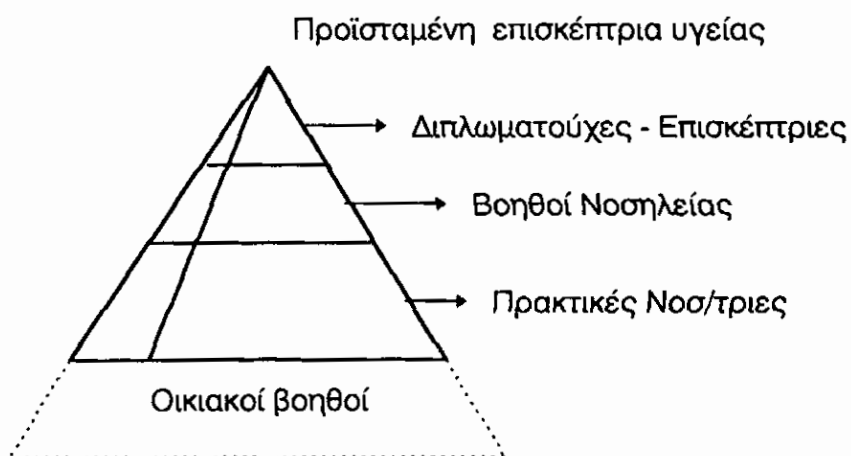 Προϊσταμένη επισκέπτρια υγείας
Διπλωματούχες - Επισκέπτριες
Βοηθοί Νοσηλείας
Πρακτικές Νοσ/τριες
Οικιακοί βοηθοί